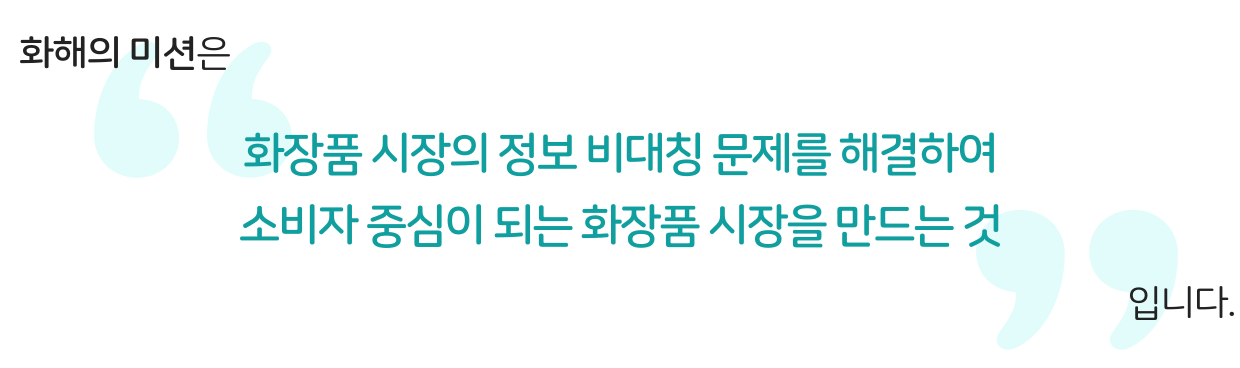 화해의 미션은
화장품 시장의 정보 비대칭 문제를 해결하여
소비자 중심이 되는 화장품 시장을 만드는 것
입니다.